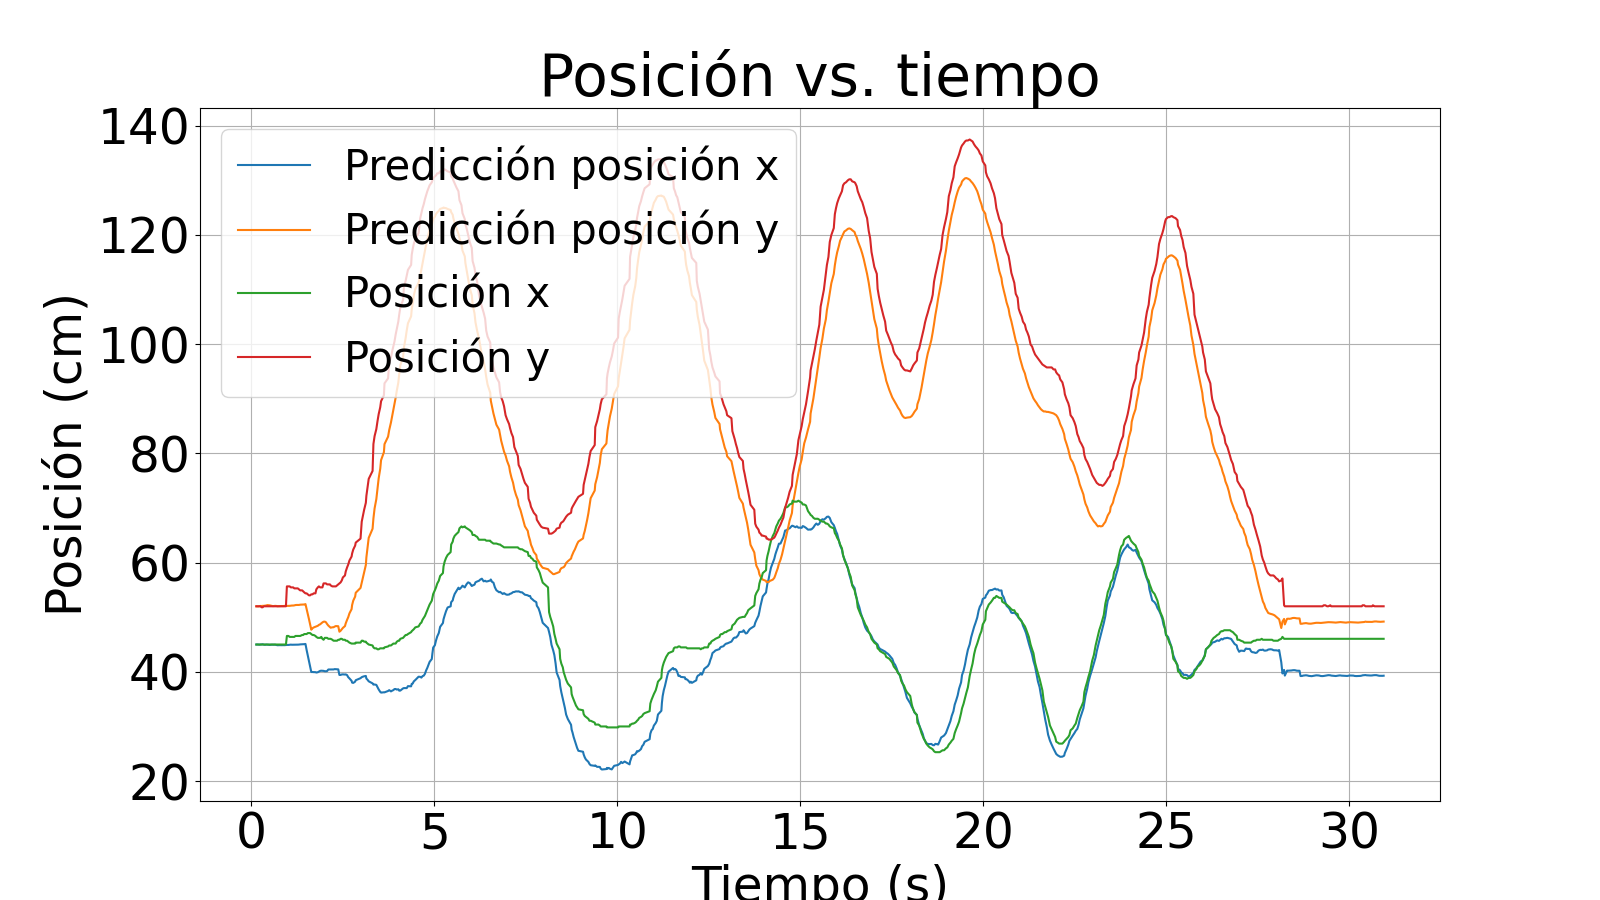 Posición vs. tiempo
140
120
100
80
60
40
20
Posición (cm)
Predicción posición x
Predicción posición y
Posición x
Posición y
0 5 10 15 20 25 30
Tiempo (s)